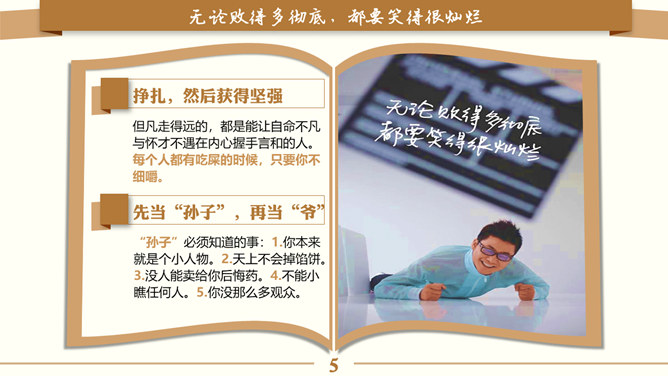 无论败得多彻底，都要笑得很灿烂
挣扎，然后获得坚强
但凡走得远的，都是能让自命不凡
与怀才不遇在内心握手言和的人。
每个人都有吃屎的时候，只要你不
细嚼。
先当“孙子”，再当“爷”
“孙子”必须知道的事：1.你本来
就是个小人物。2.天上不会掉馅饼。
3.没人能卖给你后悔药。4.不能小
瞧任何人。5.你没那么多观众。
无论败得多彻底
都要笑得很灿烂
5